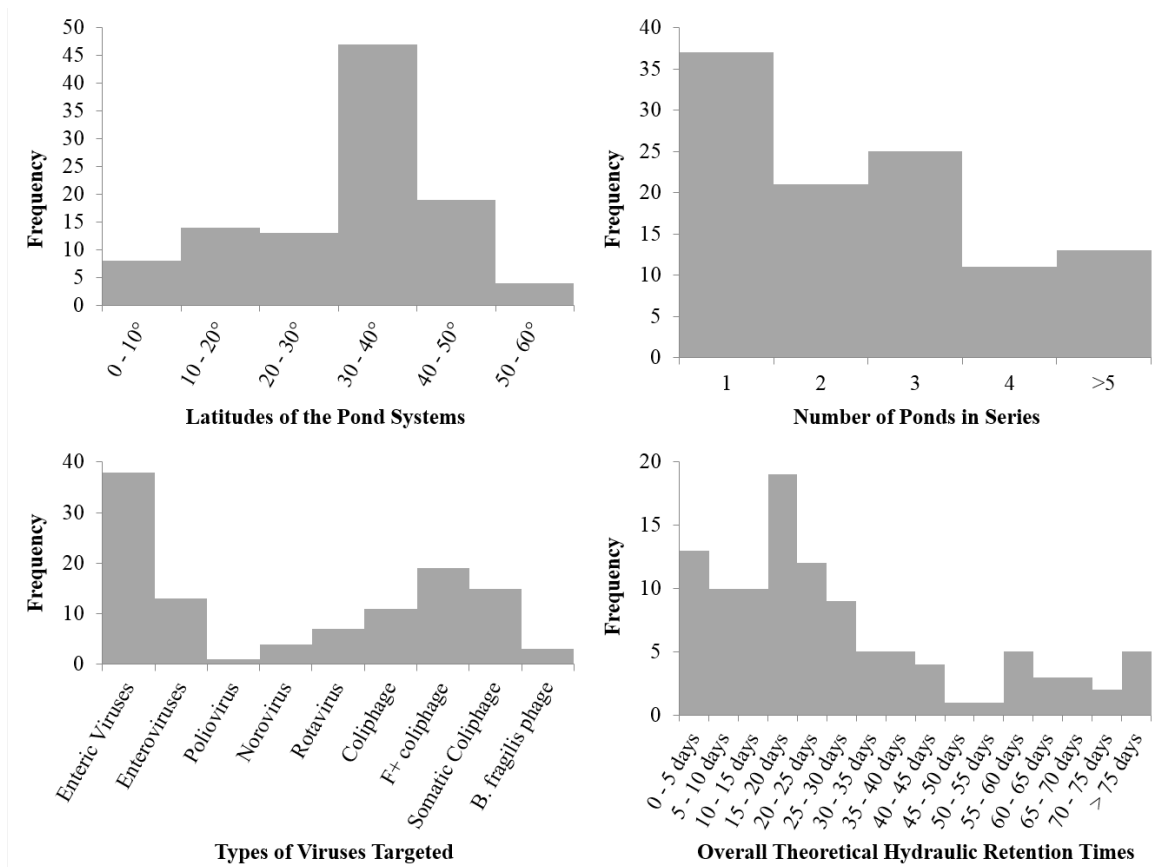 50
45
40
35
30
25
20
15
10
5
0
Frequency
0 - 10°
10 - 20°
20 - 30°
30 - 40°
40 - 50°
50 - 60°
Latitudes of the Pond Systems
40
35
30
25
20
15
10
5
0
Frequency
1
2
3
4
>5
Number of Ponds in Series
40
30
20
10
0
Frequency
Enteric Viruses
Enteroviruses
Poliovirus
Norovirus
Rotavirus
Coliphage
F+ coliphage
Somatic Coliphage
B. fragilis phage
Types of Viruses Targeted
20
15
10
5
0
Frequency
0 - 5 days
5 - 10 days
10 - 15 days
15 - 20 days
20 - 25 days
25 - 30 days
30 - 35 days
35 - 40 days
40 - 45 days
45 - 50 days
50 - 55 days
55 - 60 days
60 - 65 days
65 - 70 days
70 - 75 days
> 75 days
Overall Theoretical Hydraulic Retention Times